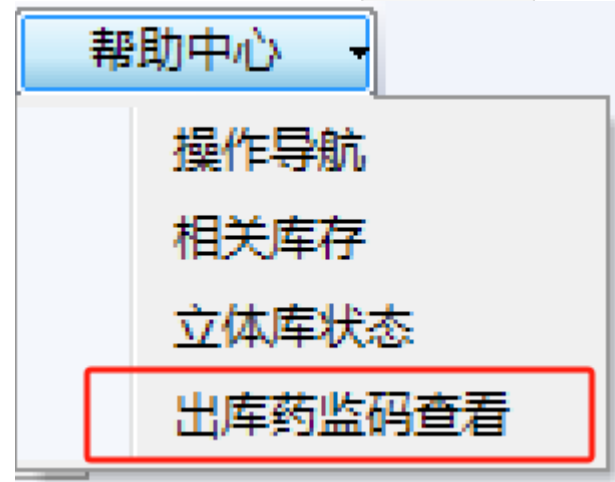 帮助中心
操作导航
相关库存
立体库状态
出库药监码查看